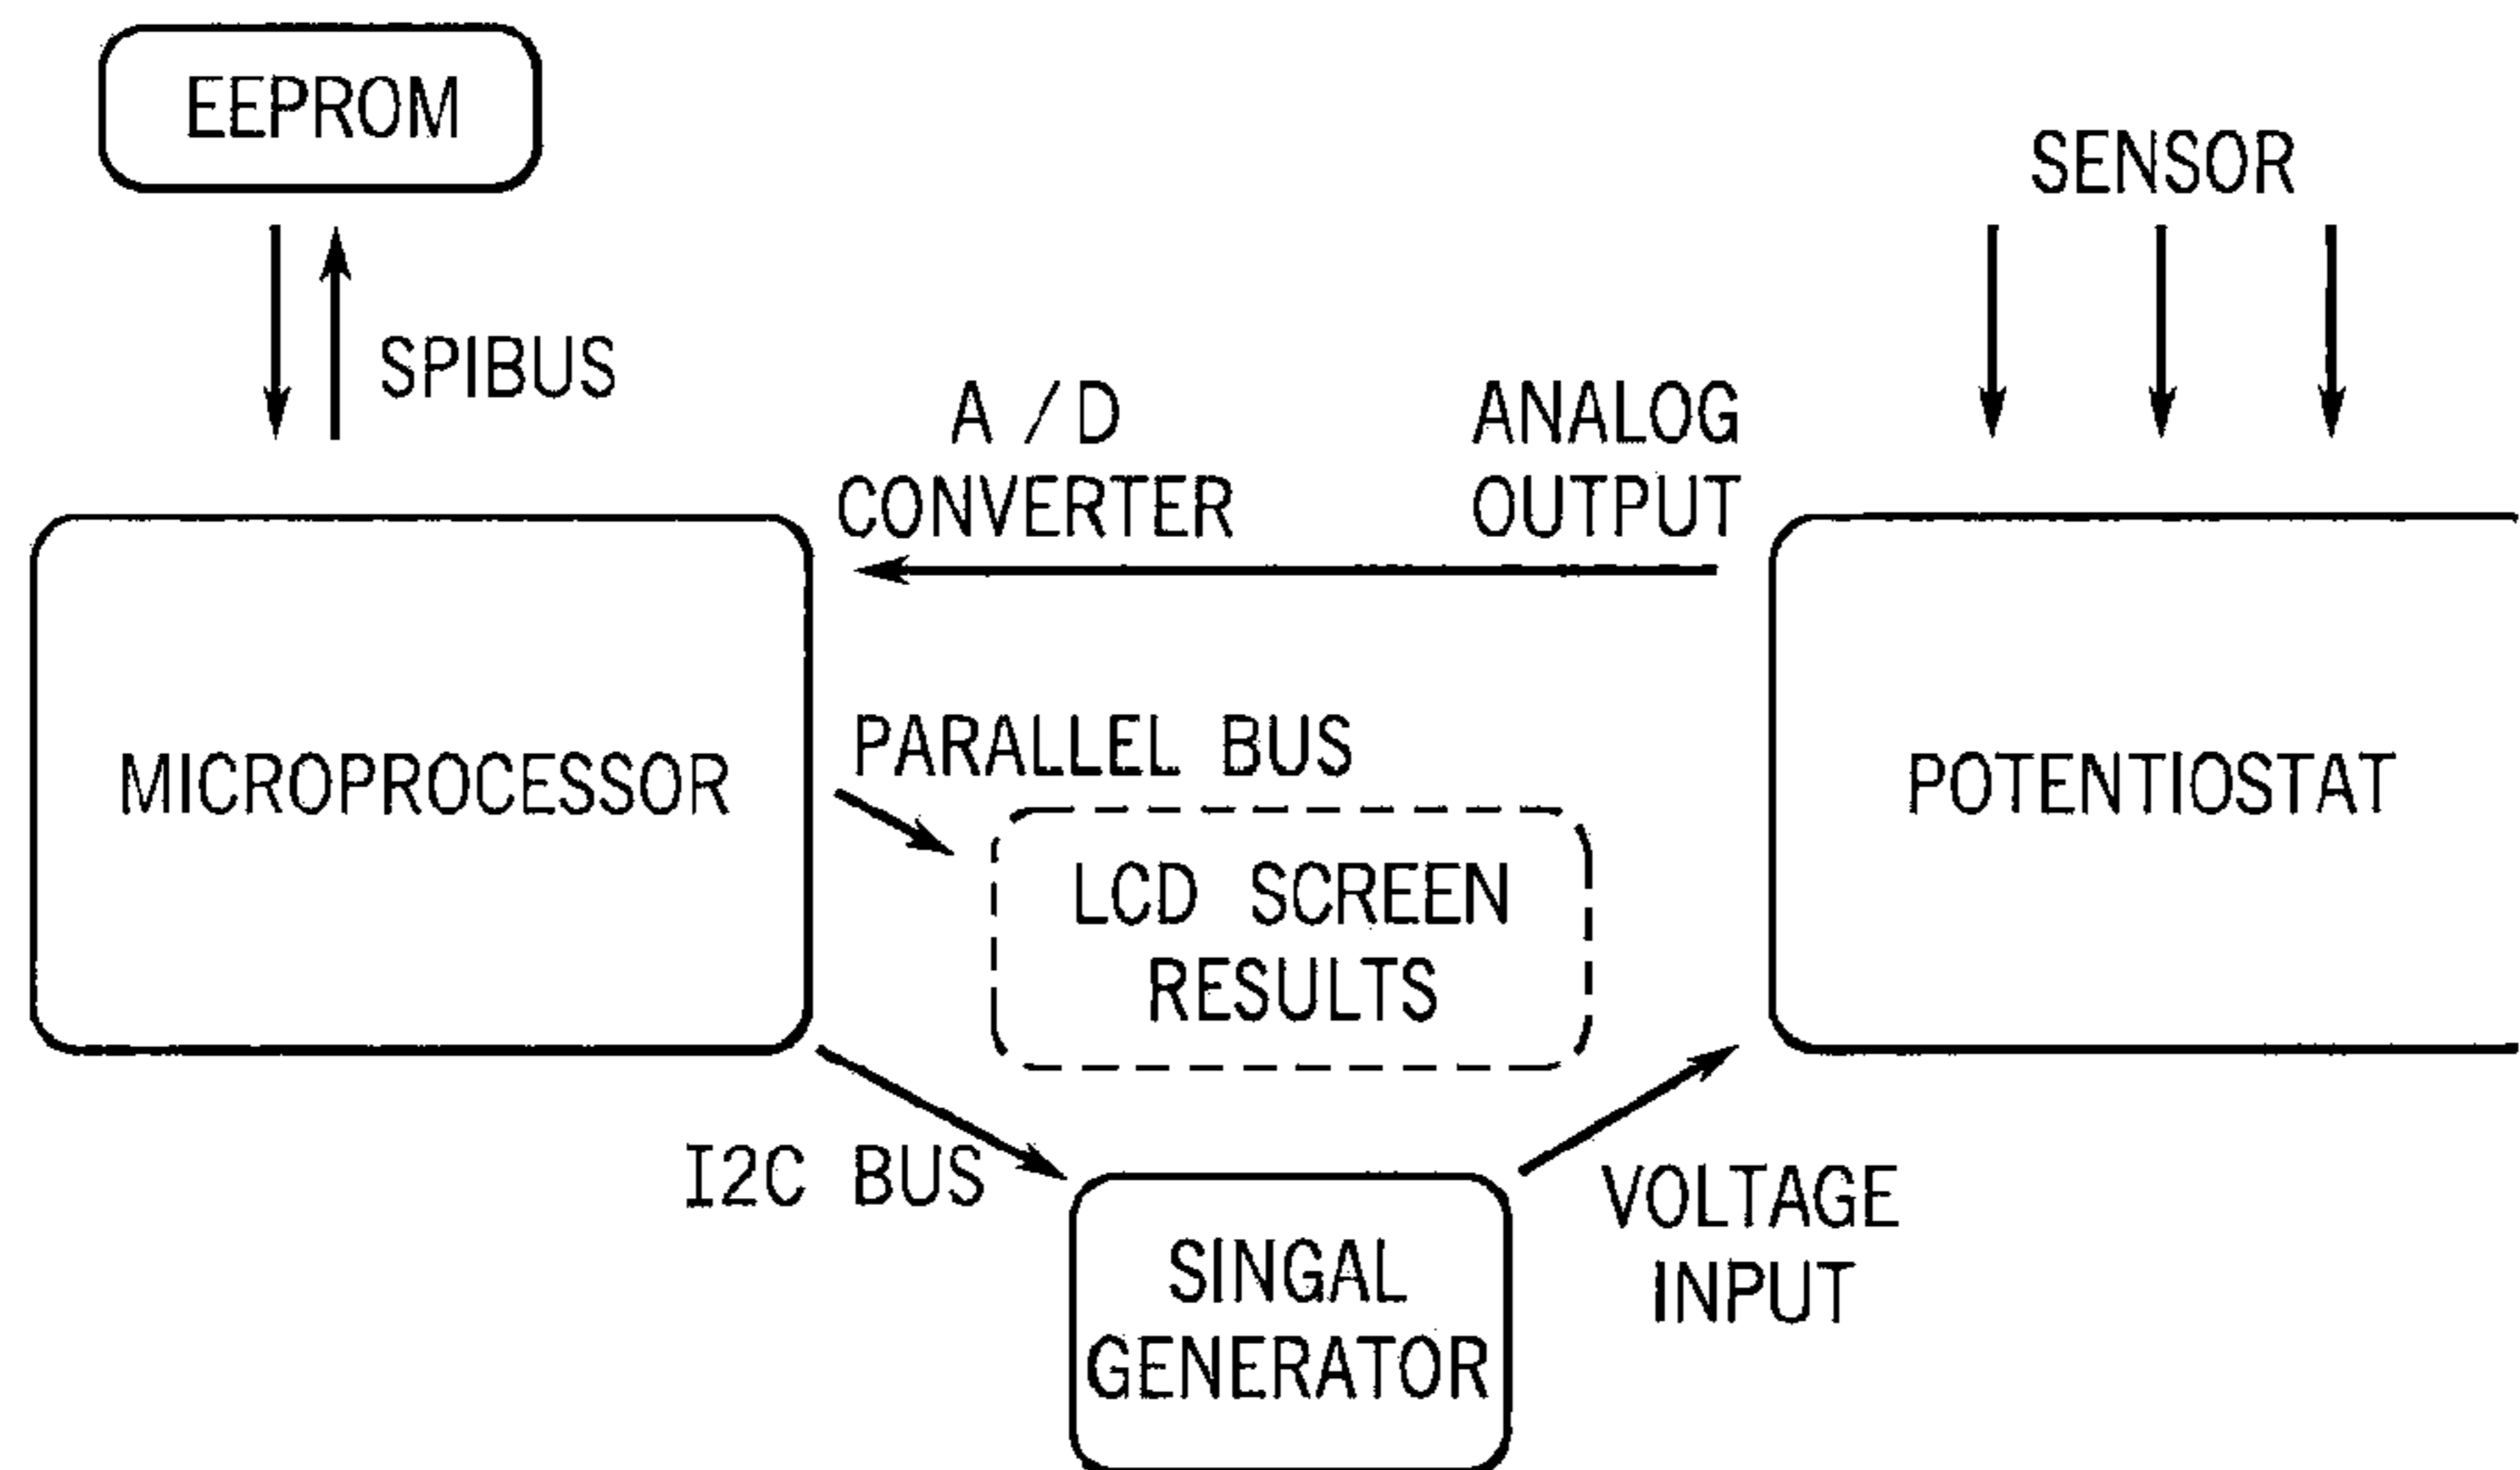 EEPROM
SENSOR
SPIBUS
A/D
CONVERTER
ANALOG
OUTPUT
MICROPROCESSOR
PARALLEL BUS
POTENTIOSTAT
LCD SCREEN
RESULTS
I2C BUS
VOLTAGE
INPUT
SINGAL
GENERATOR